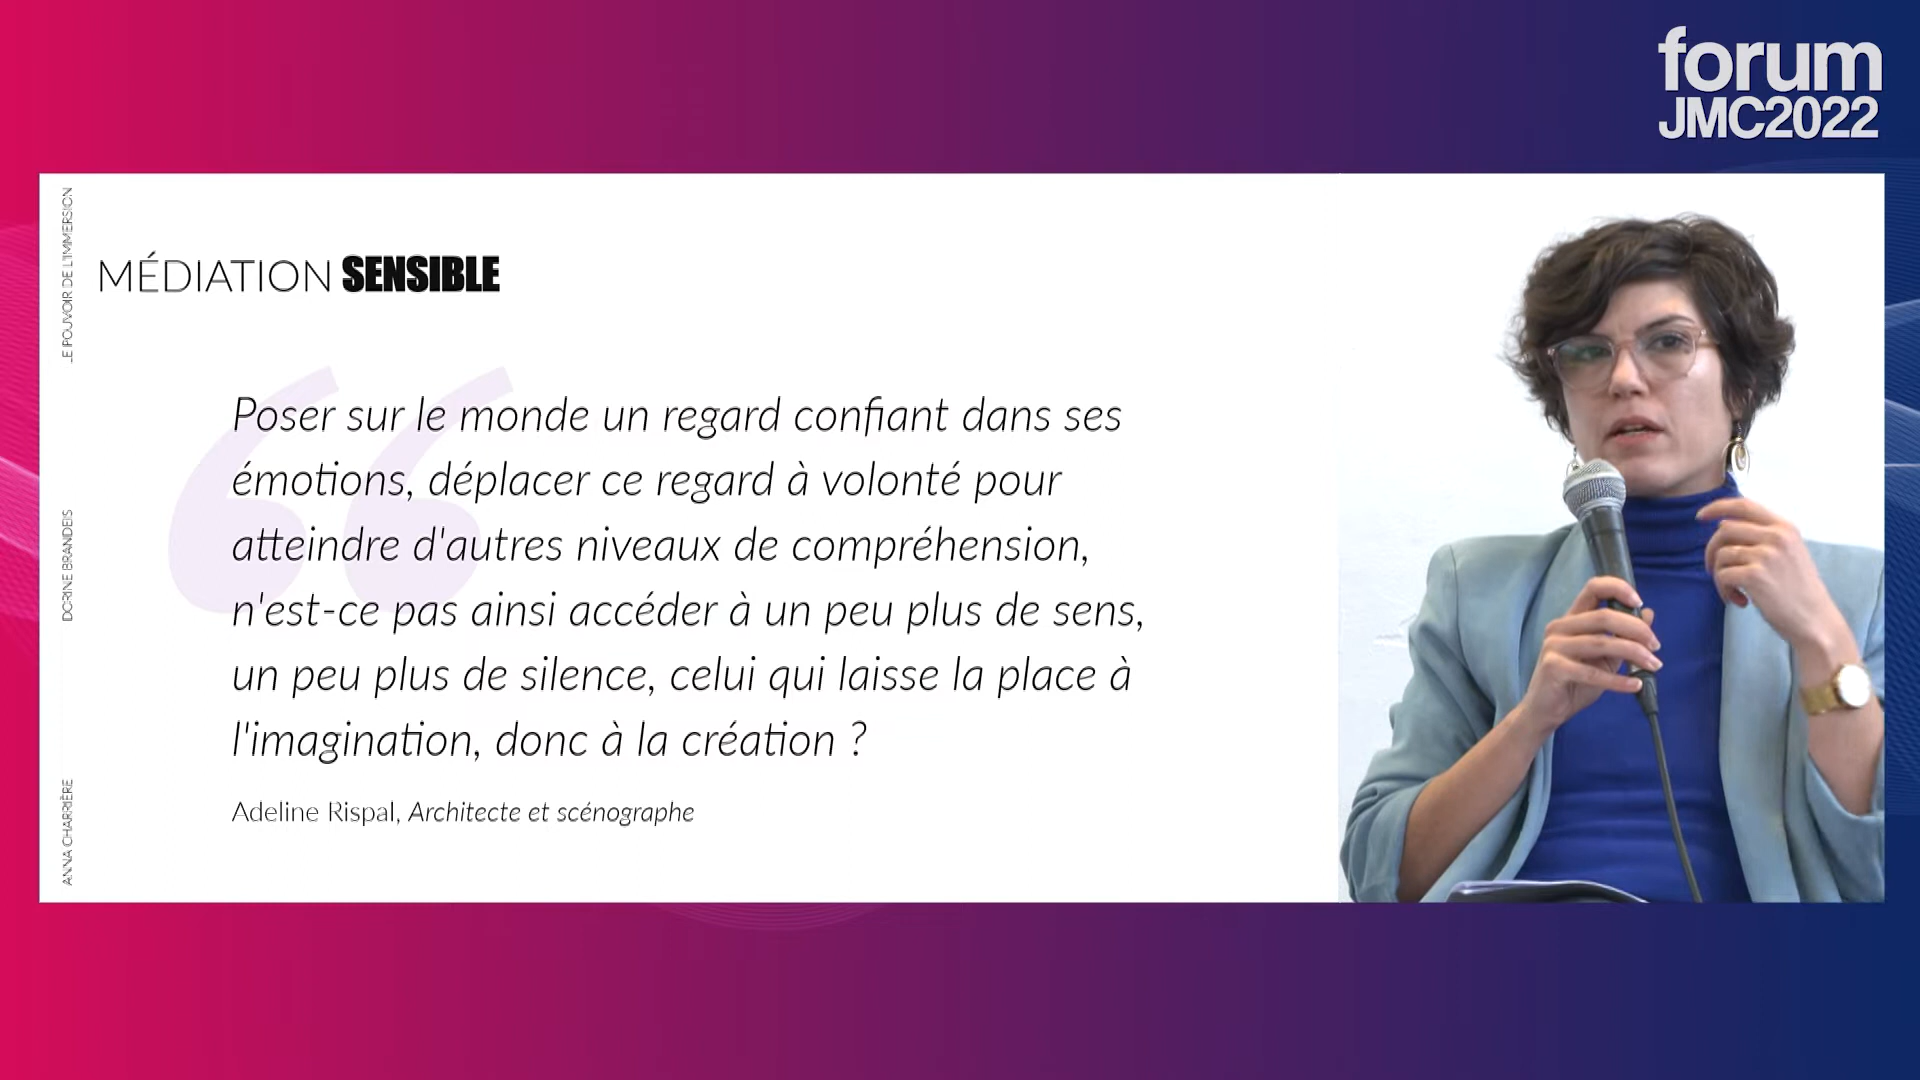 forum
JMC2022
LE POUVOIR DE L'IMMERSION
DORINE BRANDEIS
ANNA CHARRIÈRE
MÉDIATION SENSIBLE
Poser sur le monde un regard confiant dans ses
émotions, déplacer ce regard à volonté pour
atteindre d'autres niveaux de compréhension,
n'est-ce pas ainsi accéder à un peu plus de sens,
un peu plus de silence, celui qui laisse la place à
l'imagination, donc à la création ?
Adeline Rispal, Architecte et scénographe